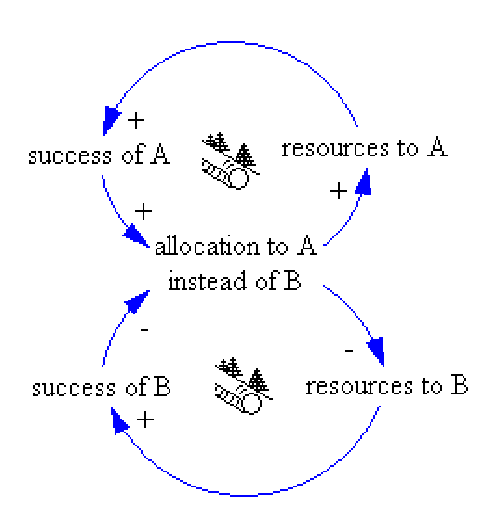 +
success of A
resources to A
+
+
allocation to A
instead of B
-
-
success of B
resources to B
+